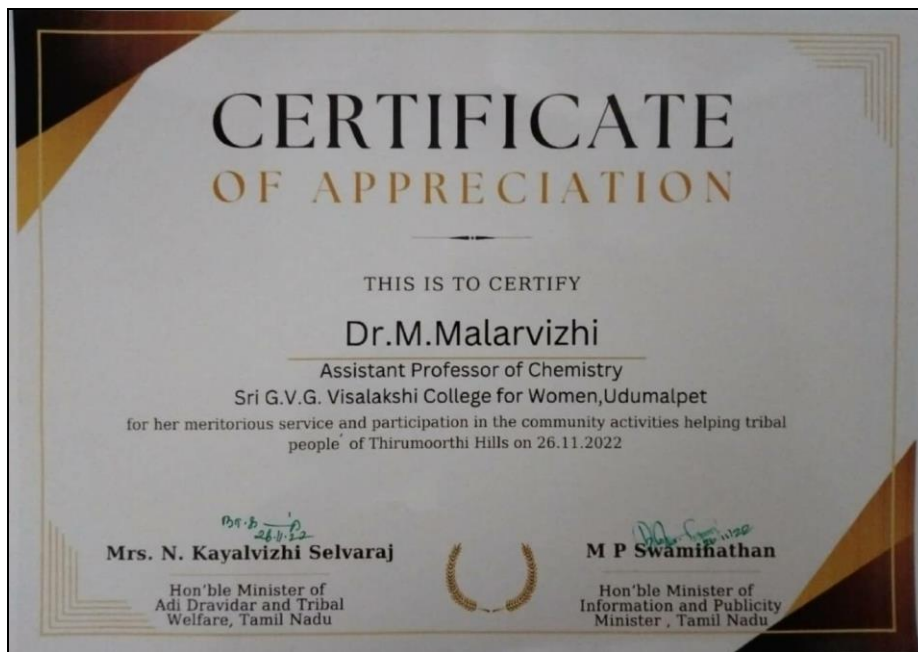 CERTIFICATE
OF APPRECIATION
THIS IS TO CERTIFY
Dr.M.Malarvizhi
Assistant Professor of Chemistry
Sri G.V.G. Visalakshi College for Women,Udumalpet
for her meritorious service and participation in the community activities helping tribal
people' of Thirumoorthi Hills on 26.11.2022
26.11.22
Mrs. N. Kayalvizhi Selvaraj
M P Swaminathan
Hon'ble Minister of
Adi Dravidar and Tribal
Welfare, Tamil Nadu
Hon'ble Minister of
Information and Publicity
Minister , Tamil Nadu